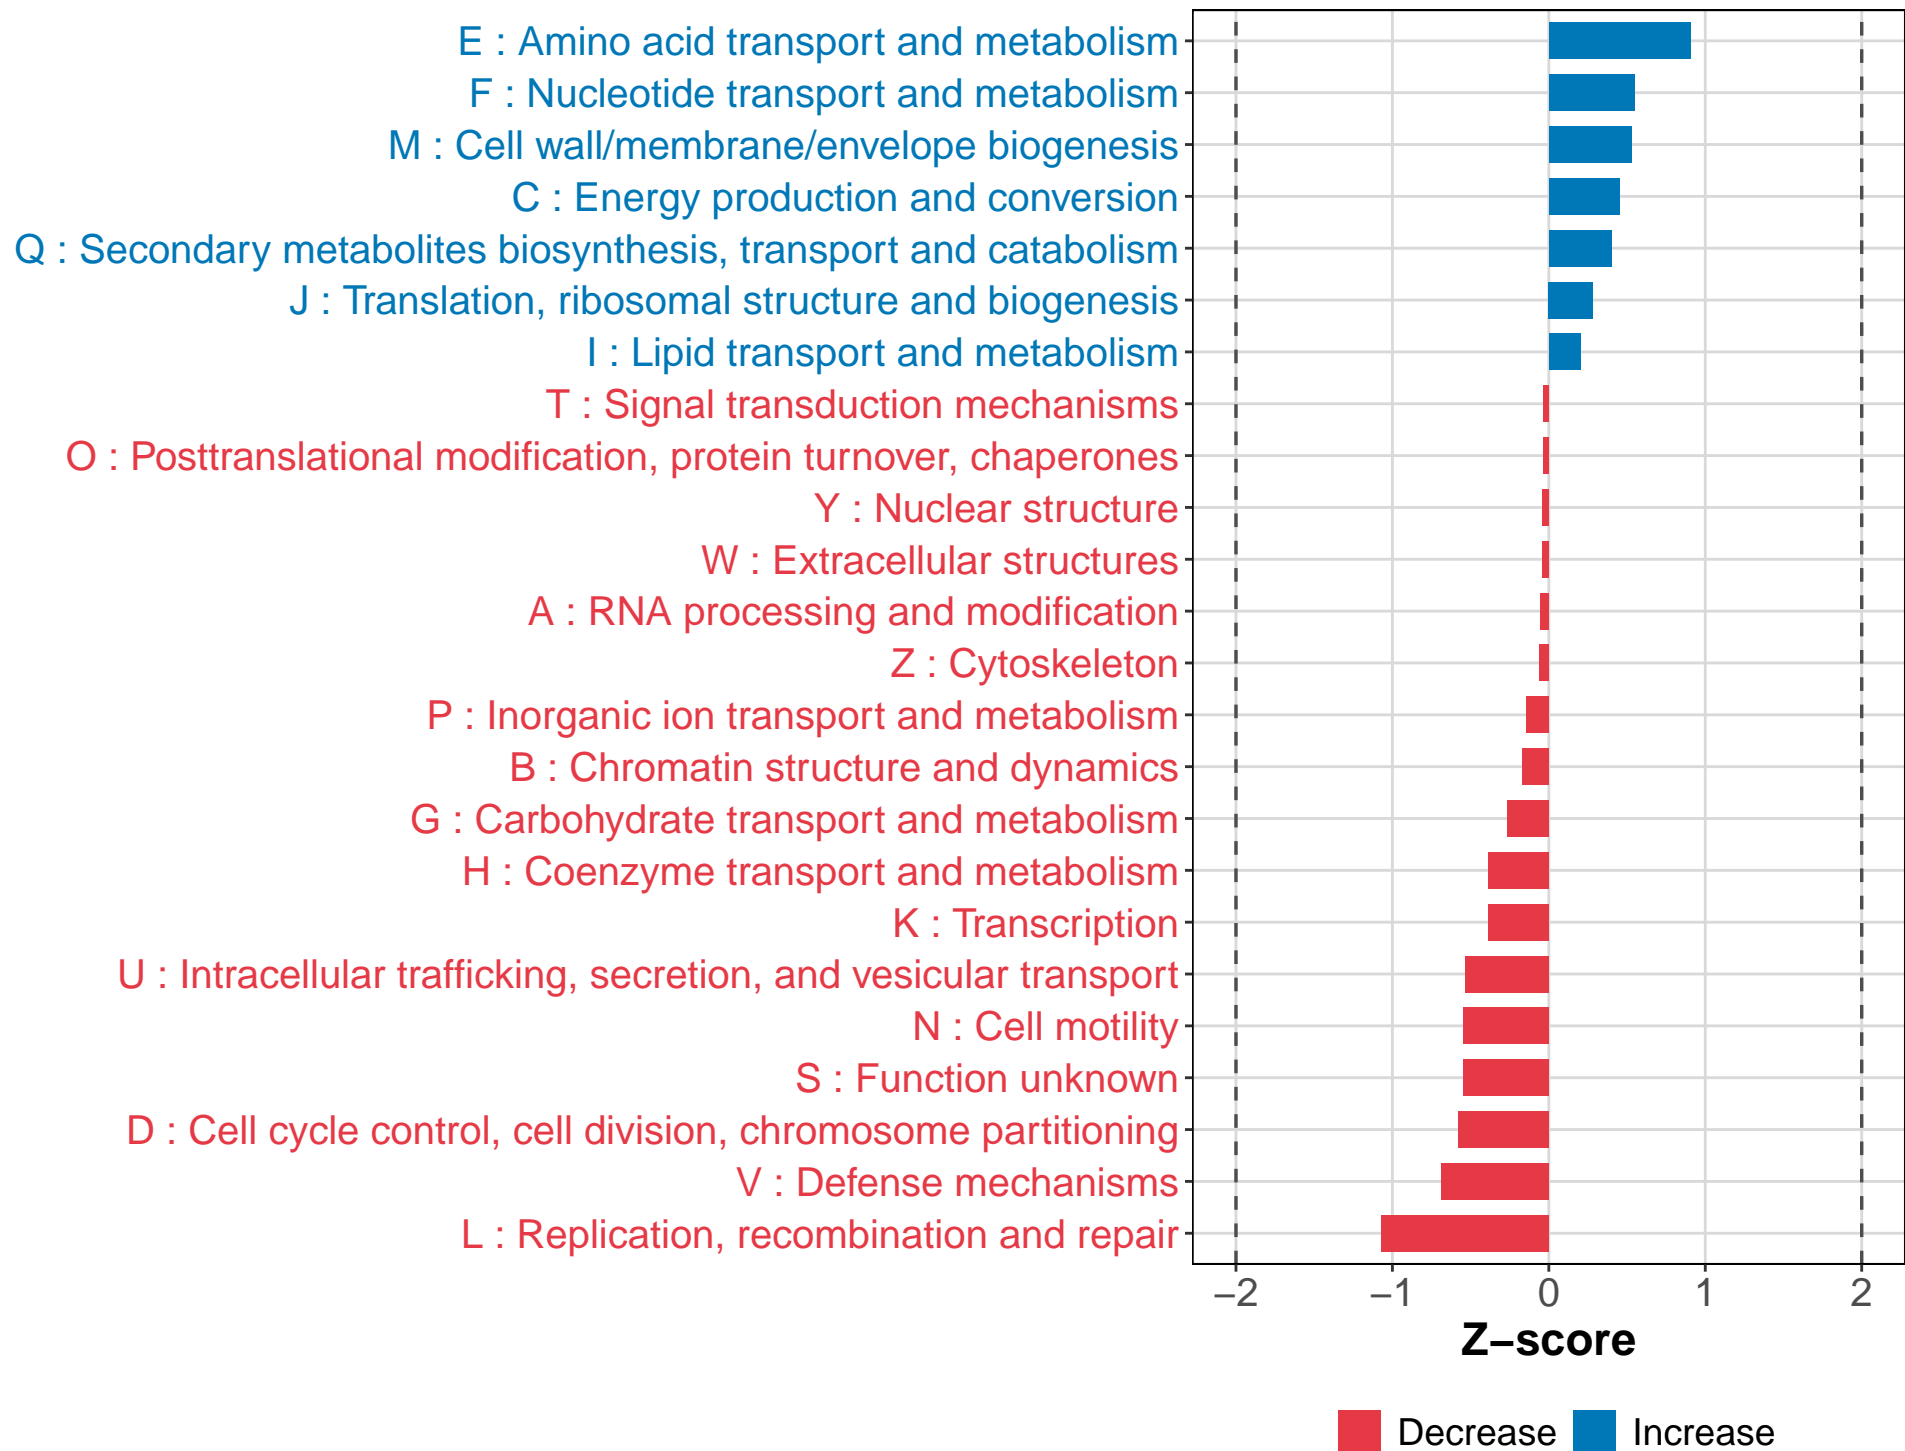 E : Amino acid transport and metabolism
F : Nucleotide transport and metabolism
M : Cell wall/membrane/envelope biogenesis
C : Energy production and conversion
Q : Secondary metabolites biosynthesis, transport and catabolism
J : Translation, ribosomal structure and biogenesis
I : Lipid transport and metabolism
T : Signal transduction mechanisms
O : Posttranslational modification, protein turnover, chaperones
Y : Nuclear structure
W : Extracellular structures
A : RNA processing and modification
Z : Cytoskeleton
P : Inorganic ion transport and metabolism
B : Chromatin structure and dynamics
G : Carbohydrate transport and metabolism
H : Coenzyme transport and metabolism
K : Transcription
U : Intracellular trafficking, secretion, and vesicular transport
N : Cell motility
S : Function unknown
D : Cell cycle control, cell division, chromosome partitioning
V : Defense mechanisms
L : Replication, recombination and repair
−2 −1 0 1 2
Z−score
Decrease Increase